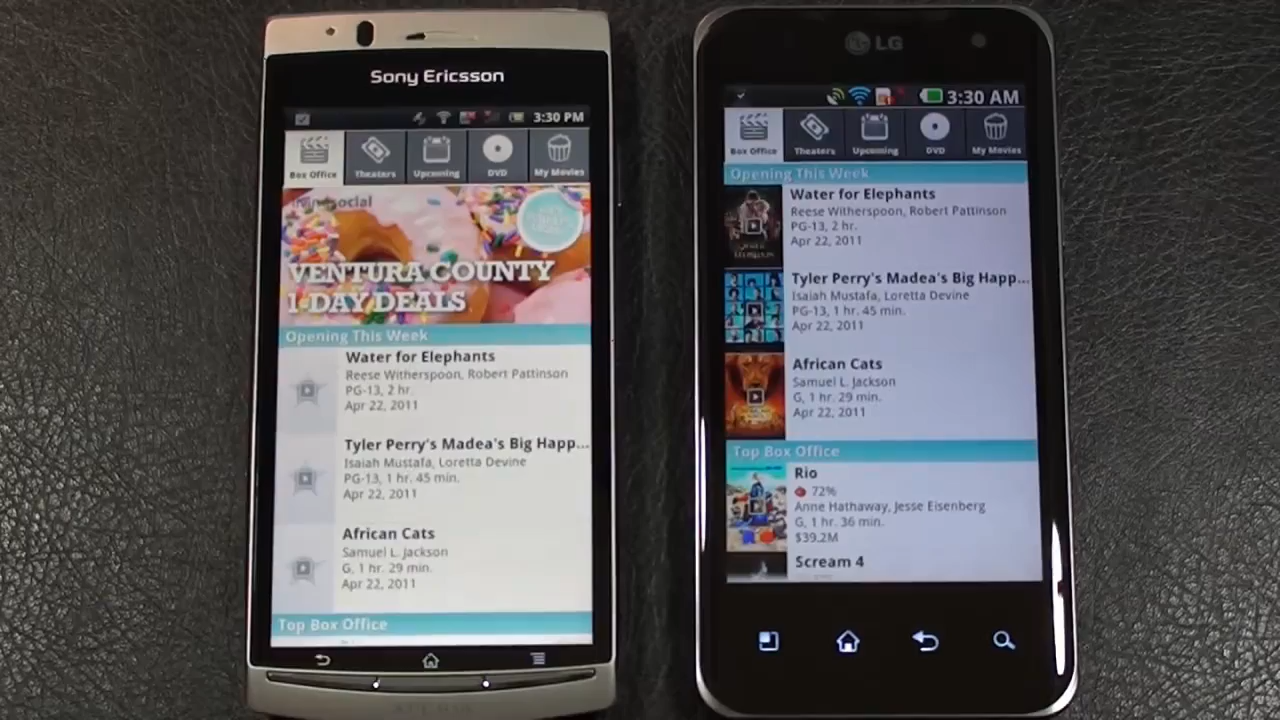 Sony Ericsson
3:30 PM
Box Office
Theaters
Upcoming
DVD
My Movies
social
VENTURA COUNTY
1-DAY DEALS
Opening This Week
Water for Elephants
Reese Witherspoon, Robert Pattinson
PG-13, 2 hr.
Apr 22, 2011
Tyler Perry's Madea's Big Happ...
Isaiah Mustafa, Loretta Devine
PG-13, 1 hr. 45 min.
Apr 22, 2011
African Cats
Samuel L. Jackson
G, 1 hr. 29 min.
Apr 22, 2011
Top Box Office
LG
3:30 AM
Box Office
Theaters
Upcoming
DVD
My Movies
Opening This Week
Water for Elephants
Reese Witherspoon, Robert Pattinson
PG-13, 2 hr.
Apr 22, 2011
Tyler Perry's Madea's Big Happ...
Isaiah Mustafa, Loretta Devine
PG-13, 1 hr. 45 min.
Apr 22, 2011
African Cats
Samuel L. Jackson
G, 1 hr. 29 min.
Apr 22, 2011
Top Box Office
Rio
72%
Anne Hathaway, Jesse Eisenberg
G, 1 hr. 36 min.
$39.2M
Scream 4